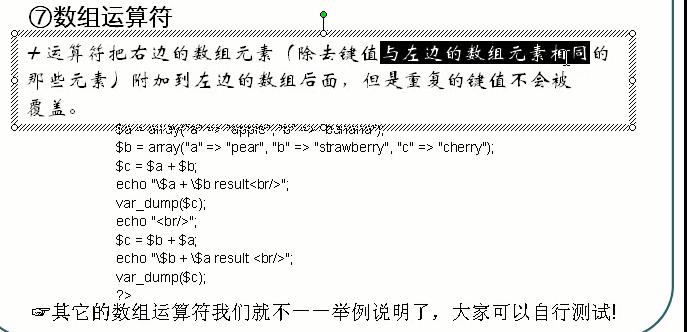 ⑦数组运算符
＋运算符把右边的数组元素（除去键值与左边的数组元素相同的
那些元素）附加到左边的数组后面，但是重复的键值不会被
覆盖。
$a = array("a" => "apple", "b" => "banana");
$b = array("a" => "pear", "b" => "strawberry", "c" => "cherry");
$c = $a + $b;
echo "\$a + \$b result<br/>";
var_dump($c);
echo "<br/>";
$c = $b + $a;
echo "\$b + \$a result <br/>";
var_dump($c);
?>
☞其它的数组运算符我们就不一一举例说明了，大家可以自行测试!